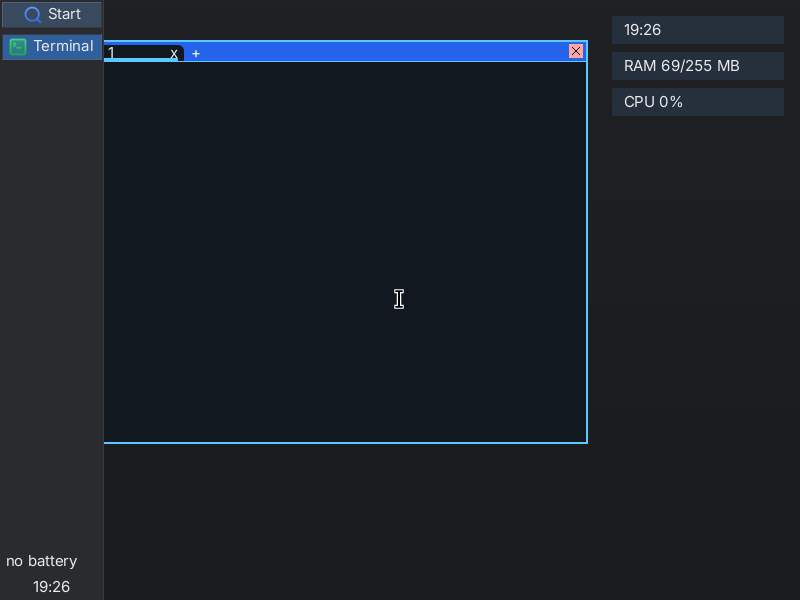 Start
Terminal
1 x +
19:26
RAM 69/255 MB
CPU 0%
no battery
19:26